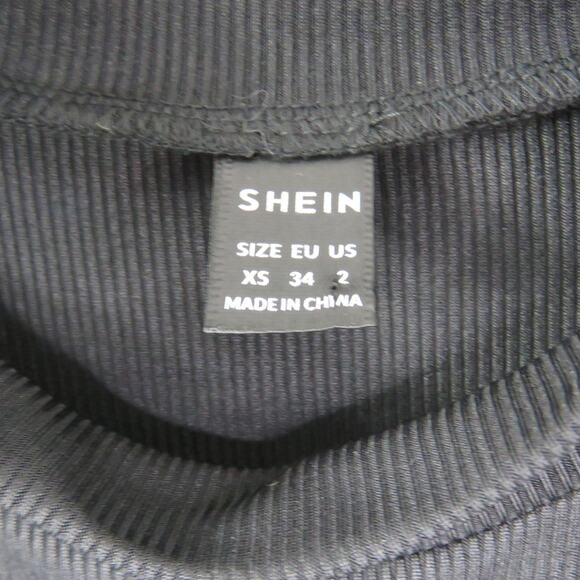 SHEIN
SIZE EU US
XS 34 2
MADE IN CHINA